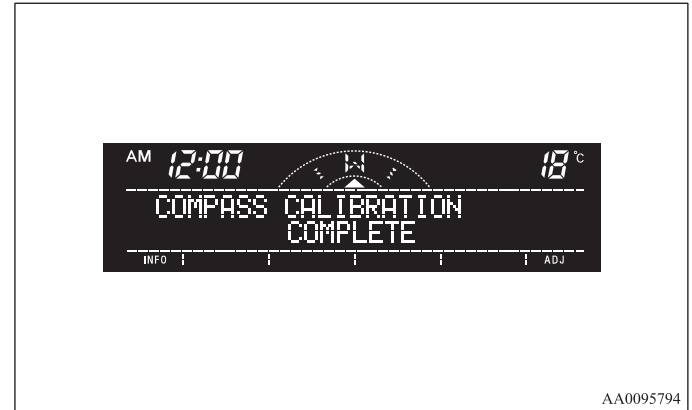 AM 12:00 18 °C
COMPASS CALIBRATION
COMPLETE
INFO ADJ
AA0095794